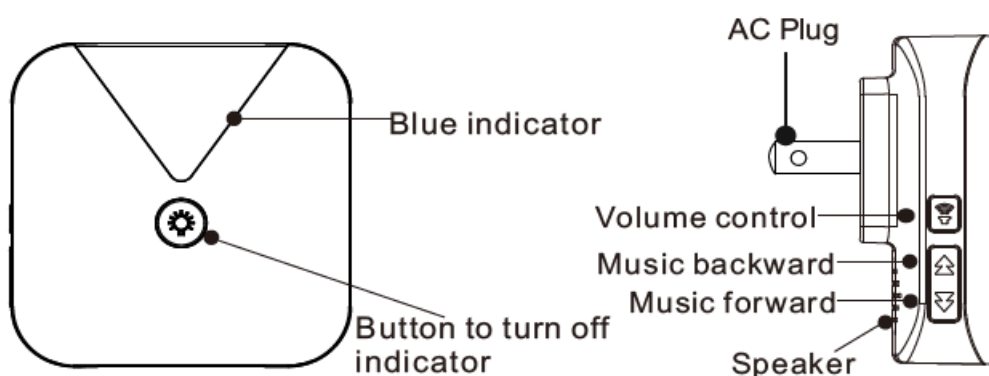 AC Plug
Blue indicator
Volume control
Music backward
Music forward
Button to turn off
indicator
Speaker